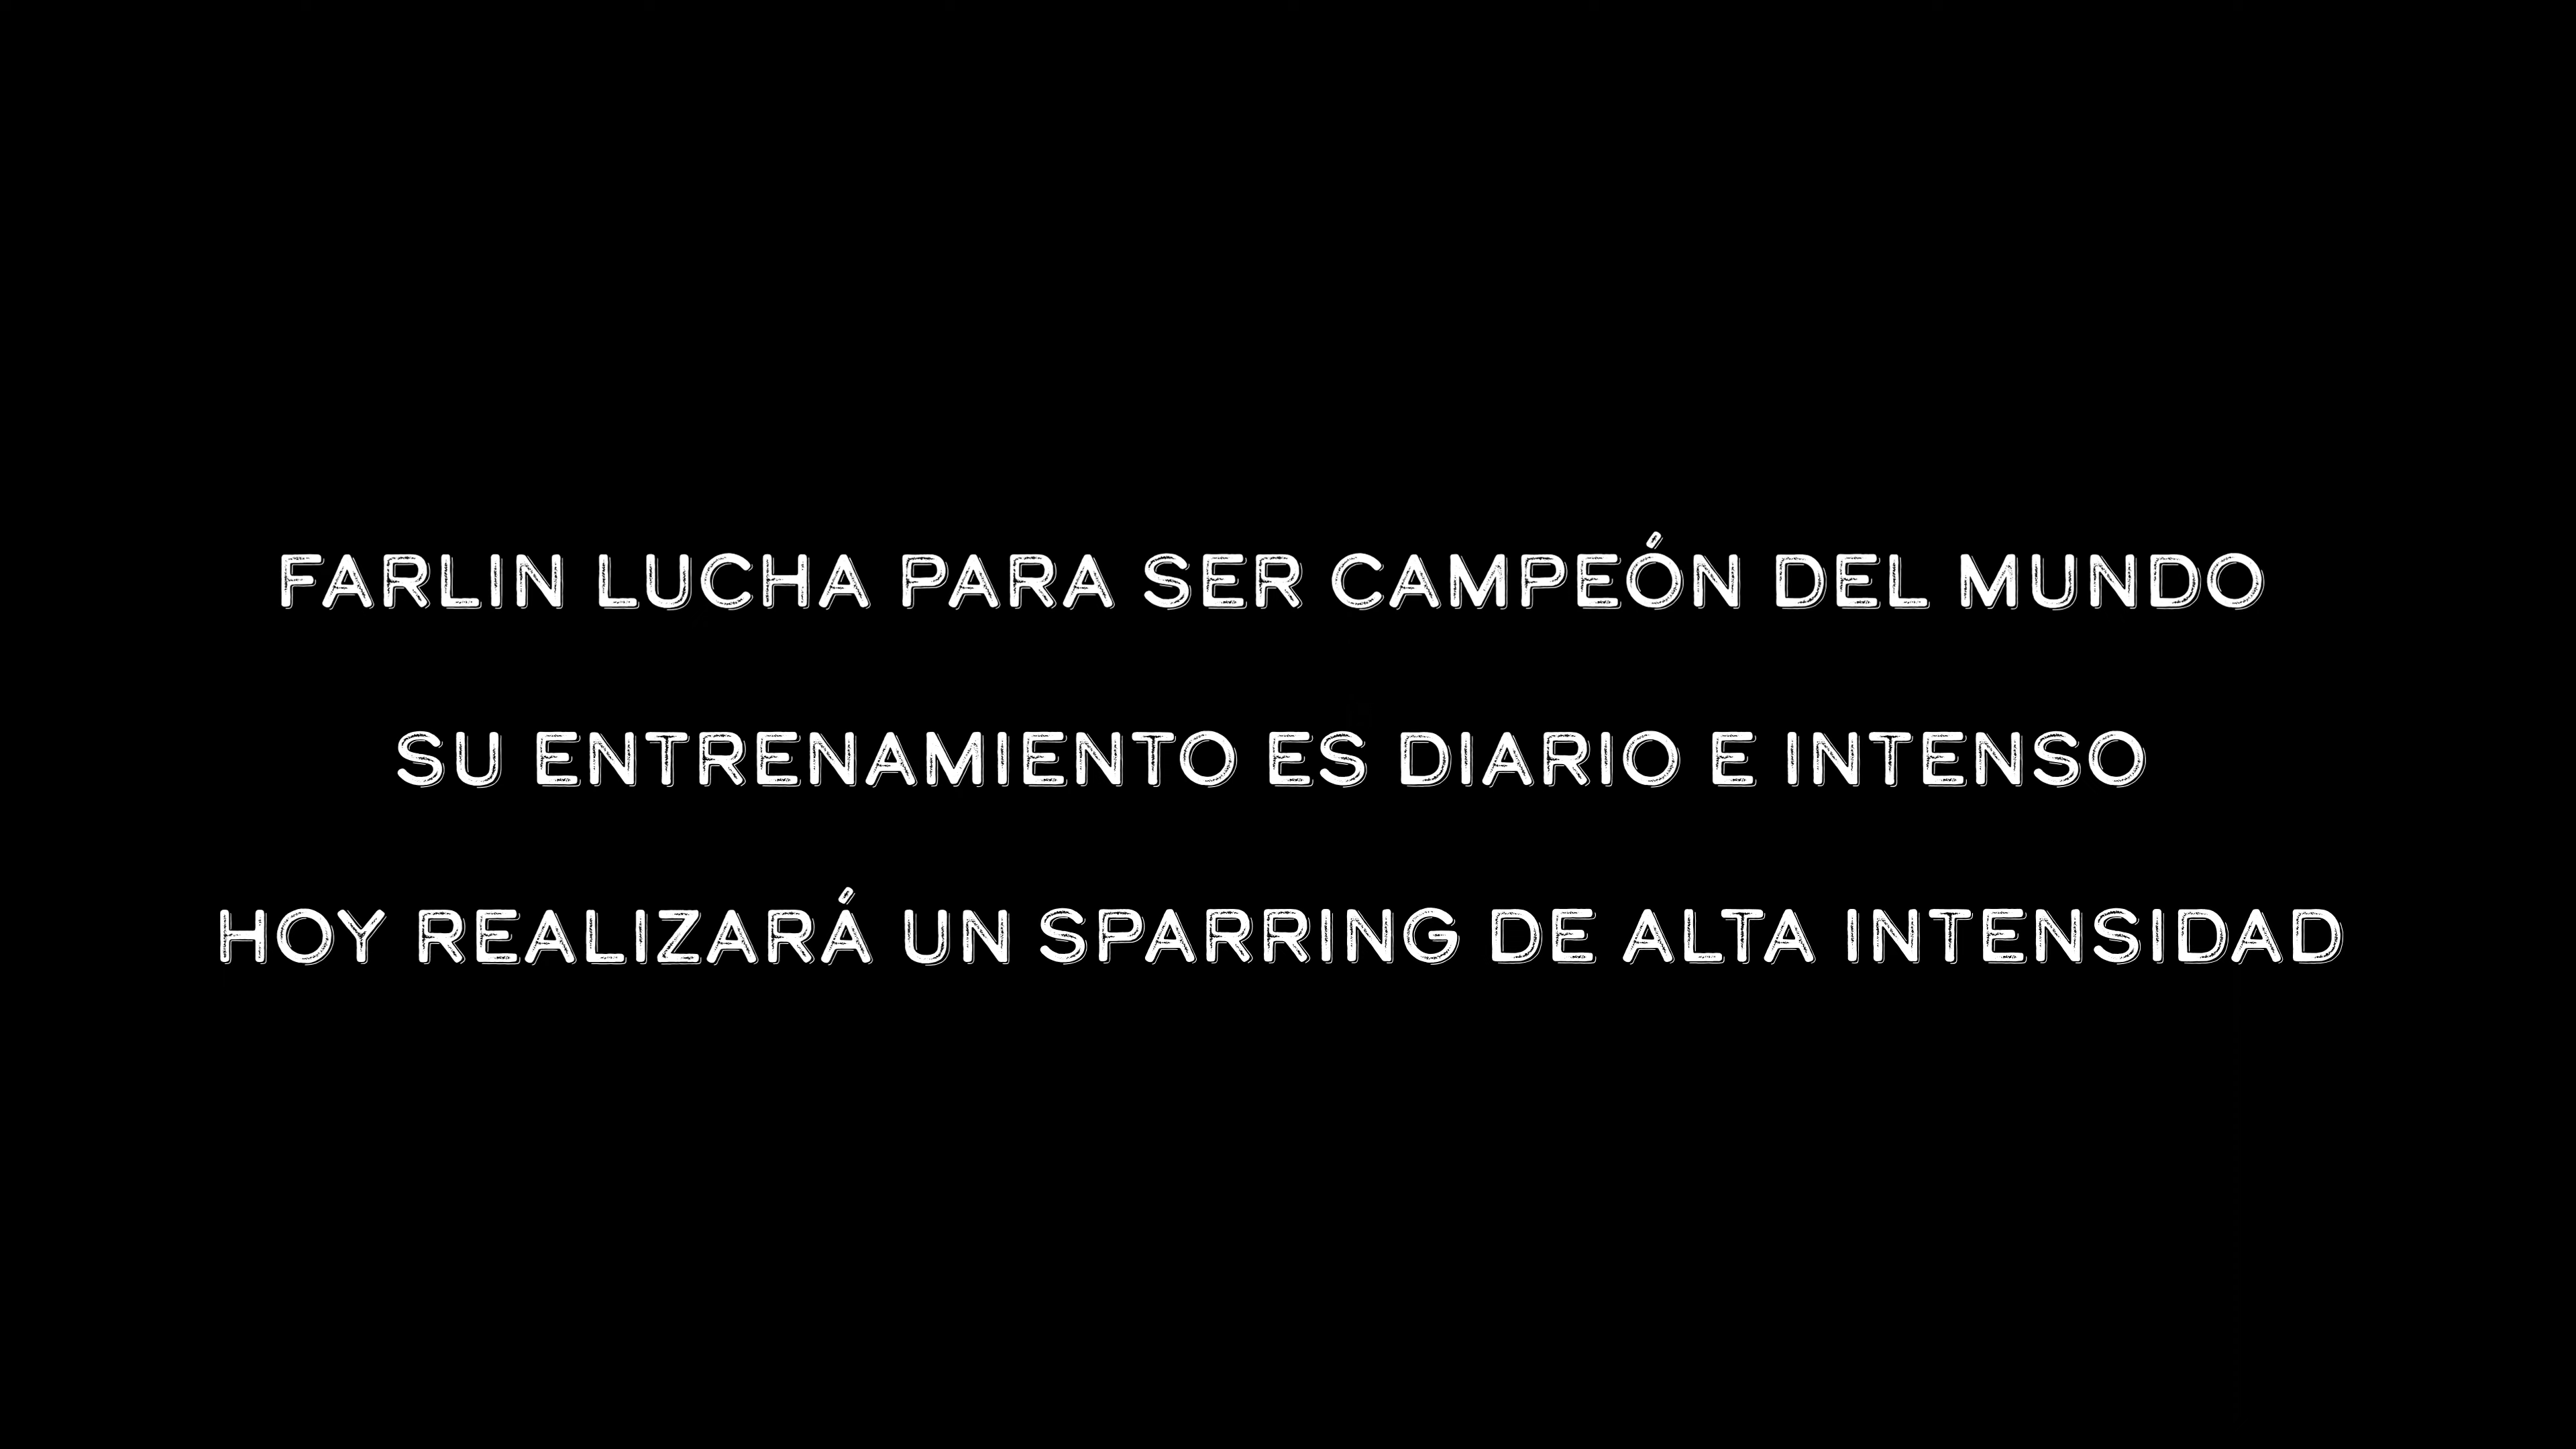 FARLIN LUCHA PARA SER CAMPEÓN DEL MUNDO
SU ENTRENAMIENTO ES DIARIO E INTENSO
HOY REALIZARÁ UN SPARRING DE ALTA INTENSIDAD